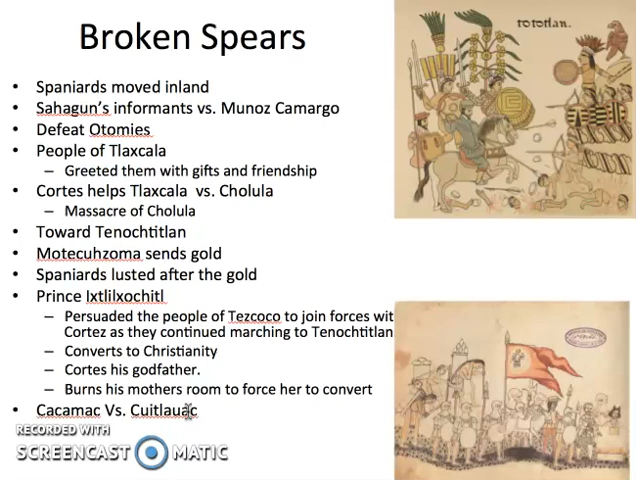 Broken Spears
tototlan.
• Spaniards moved inland
• Sahagun's informants vs. Munoz Camargo
• Defeat Otomies
• People of Tlaxcala
– Greeted them with gifts and friendship
• Cortes helps Tlaxcala vs. Cholula
– Massacre of Cholula
• Toward Tenochtitlan
• Motecuhzoma sends gold
• Spaniards lusted after the gold
• Prince Ixtlilxochitl
– Persuaded the people of Tezcoco to join forces wit
Cortez as they continued marching to Tenochtitlan
– Converts to Christianity
– Cortes his godfather.
– Burns his mothers room to force her to convert
• Cacamac Vs. Cuitlauac
RECORDED WITH
SCREENCAST MATIC